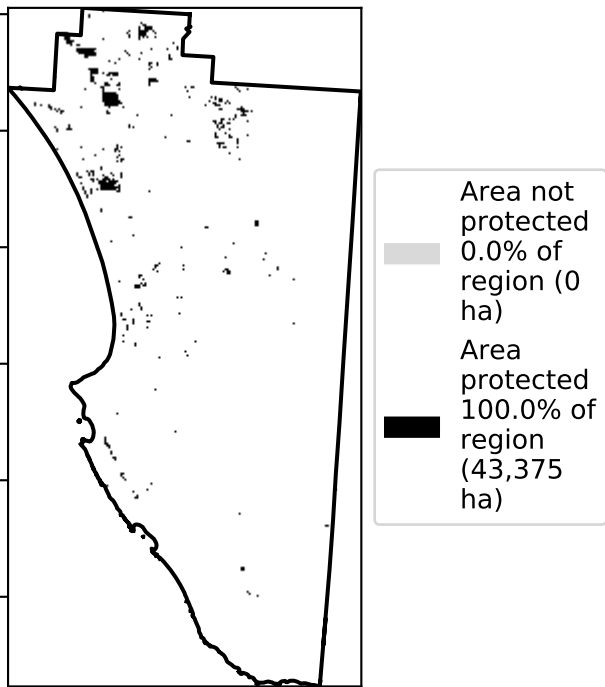 Area not
protected
0.0% of
region (0
ha)
Area
protected
100.0% of
region
(43,375
ha)